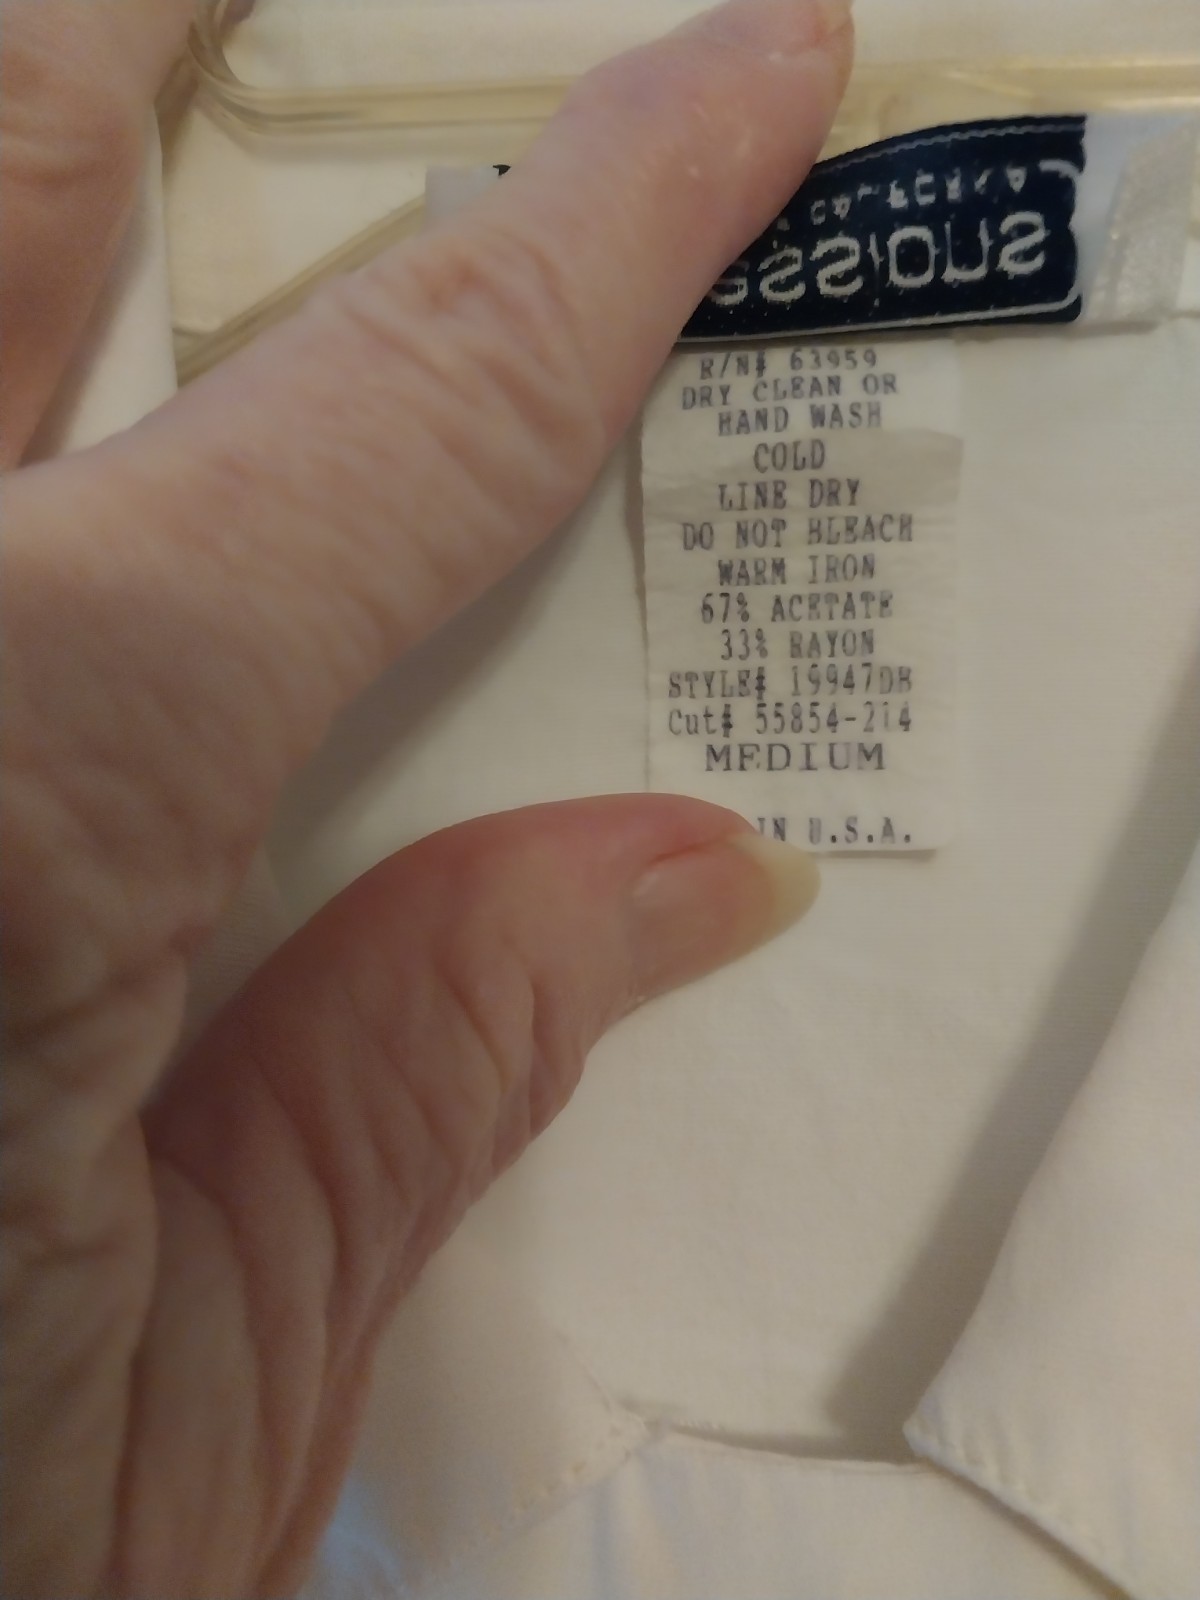 CALIFORNIA
essions
R/N# 63959
DRY CLEAN OR
HAND WASH
COLD
LINE DRY
DO NOT BLEACH
WARM IRON
67% ACETATE
33% RAYON
STYLE# 19947DB
Cut# 55854-214
MEDIUM
IN U.S.A.